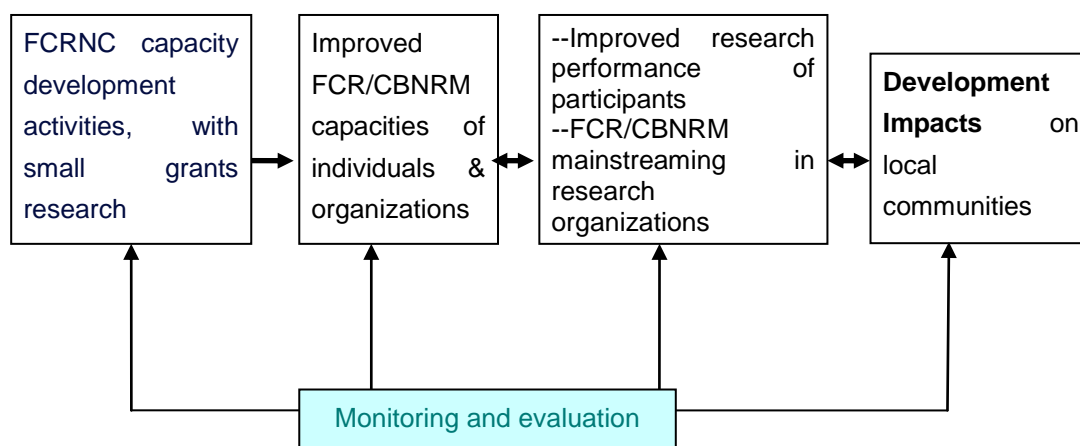 FCRNC capacity
development
activities, with
small grants
research
Improved
FCR/CBNRM
capacities of
individuals &
organizations
--Improved research
performance of
participants
--FCR/CBNRM
mainstreaming in
research
organizations
Development
Impacts on
local
communities
Monitoring and evaluation